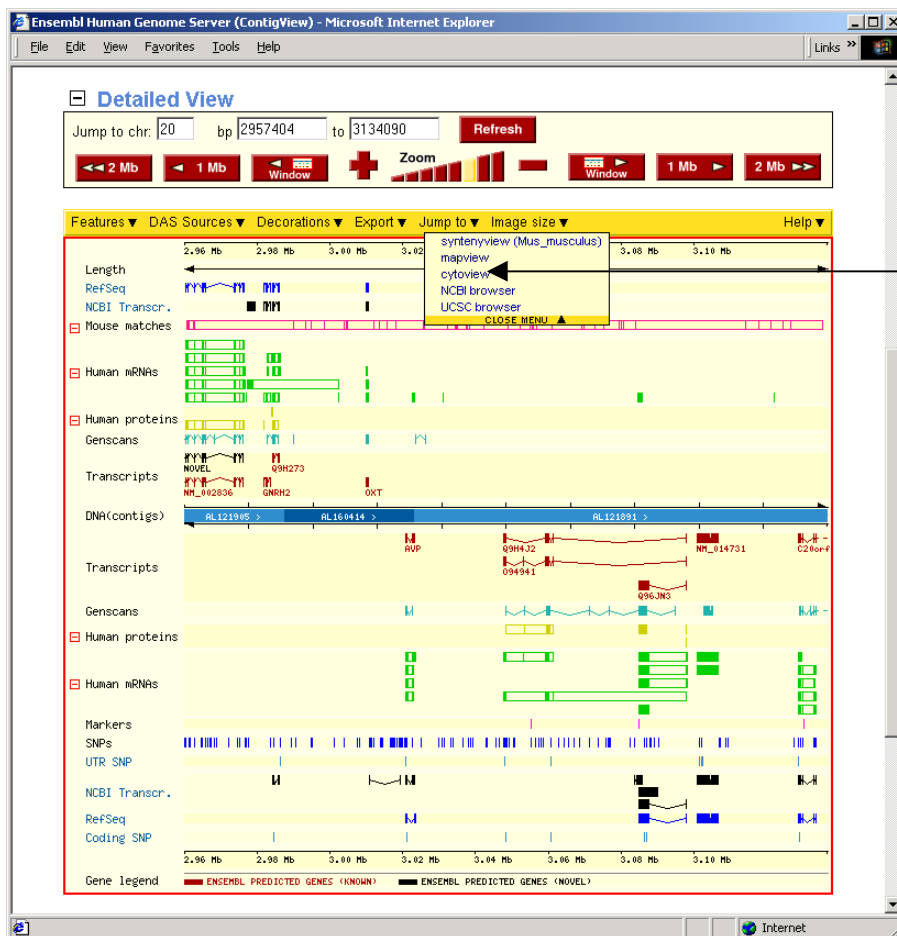 Ensembl Human Genome Server (ContigView) - Microsoft Internet Explorer
File Edit View Favorites Tools Help Links »
Detailed View
Jump to chr: 20 bp 2957404 to 3134090 Refresh
<< 2 Mb < 1 Mb Window Zoom Window 1 Mb > 2 Mb >>
Features ▼ DAS Sources ▼ Decorations ▼ Export ▼ Jump to ▼ Image size ▼ Help ▼
syntenyview (Mus_musculus)
mapview
cytoview
NCBI browser
UCSC browser
CLOSE MENU ▲
2.96 Mb 2.98 Mb 3.00 Mb 3.02 3.08 Mb 3.10 Mb
Length
RefSeq
NCBI Transcr.
Mouse matches
Human mRNAs
Human proteins
Genscans
Transcripts
NOVEL Q9H273
NM_002836 GNRH2 OXT
DNA(contigs) AL121905 > AL160414 > AL121891 >
Transcripts
AVP Q9H4J2 NM_014731 C20orf
O94941
Q96JN3
Genscans
Human proteins
Human mRNAs
Markers
SNPs
UTR SNP
NCBI Transcr.
RefSeq
Coding SNP
2.96 Mb 2.98 Mb 3.00 Mb 3.02 Mb 3.04 Mb 3.06 Mb 3.08 Mb 3.10 Mb
Gene legend ENSEMBL PREDICTED GENES (KNOWN) ENSEMBL PREDICTED GENES (NOVEL)
Internet